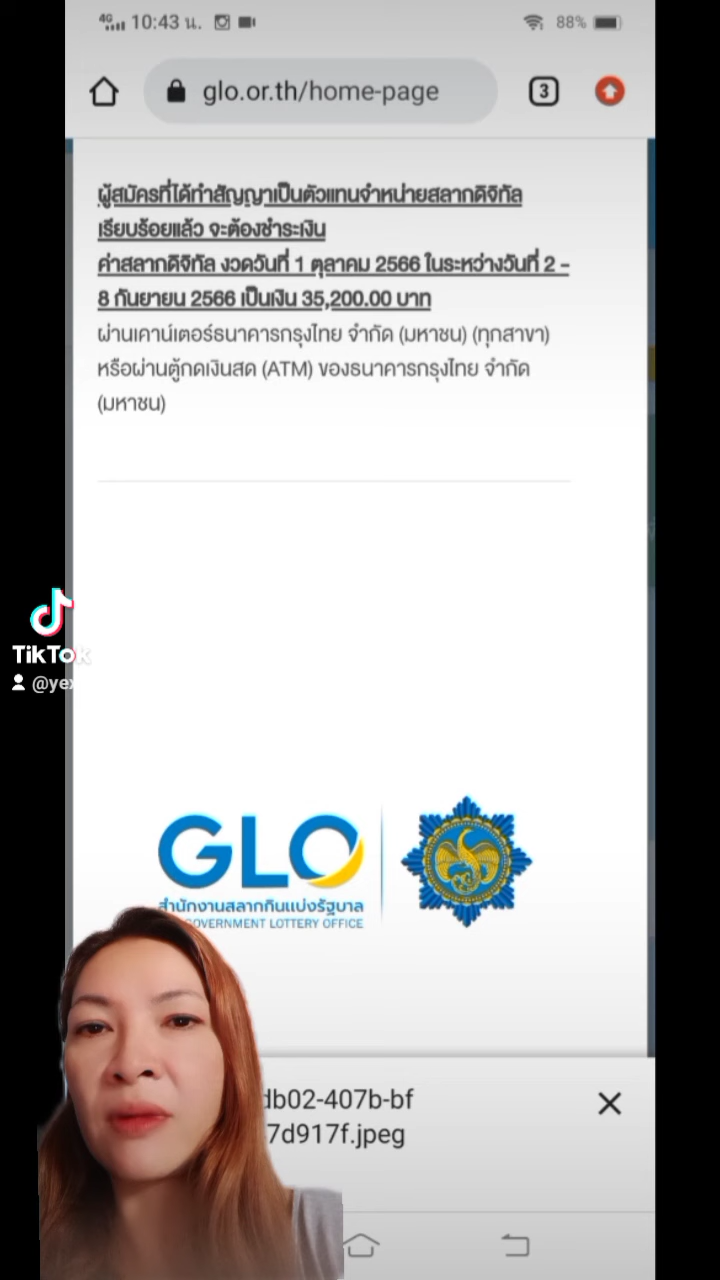 4G 10:43 น. 88%
glo.or.th/home-page 3
ผู้สมัครที่ได้ทำสัญญาเป็นตัวแทนจำหน่ายสลากดิจิทัล
เรียบร้อยแล้ว จะต้องชำระเงิน
ค่าสลากดิจิทัล งวดวันที่ 1 ตุลาคม 2566 ในระหว่างวันที่ 2 -
8 กันยายน 2566 เป็นเงิน 35,200.00 บาท
ผ่านเคาน์เตอร์ธนาคารกรุงไทย จำกัด (มหาชน) (ทุกสาขา)
หรือผ่านตู้กดเงินสด (ATM) ของธนาคารกรุงไทย จำกัด
(มหาชน)
TikTok
@yex
GLO
สำนักงานสลากกินแบ่งรัฐบาล
GOVERNMENT LOTTERY OFFICE
db02-407b-bf
7d917f.jpeg